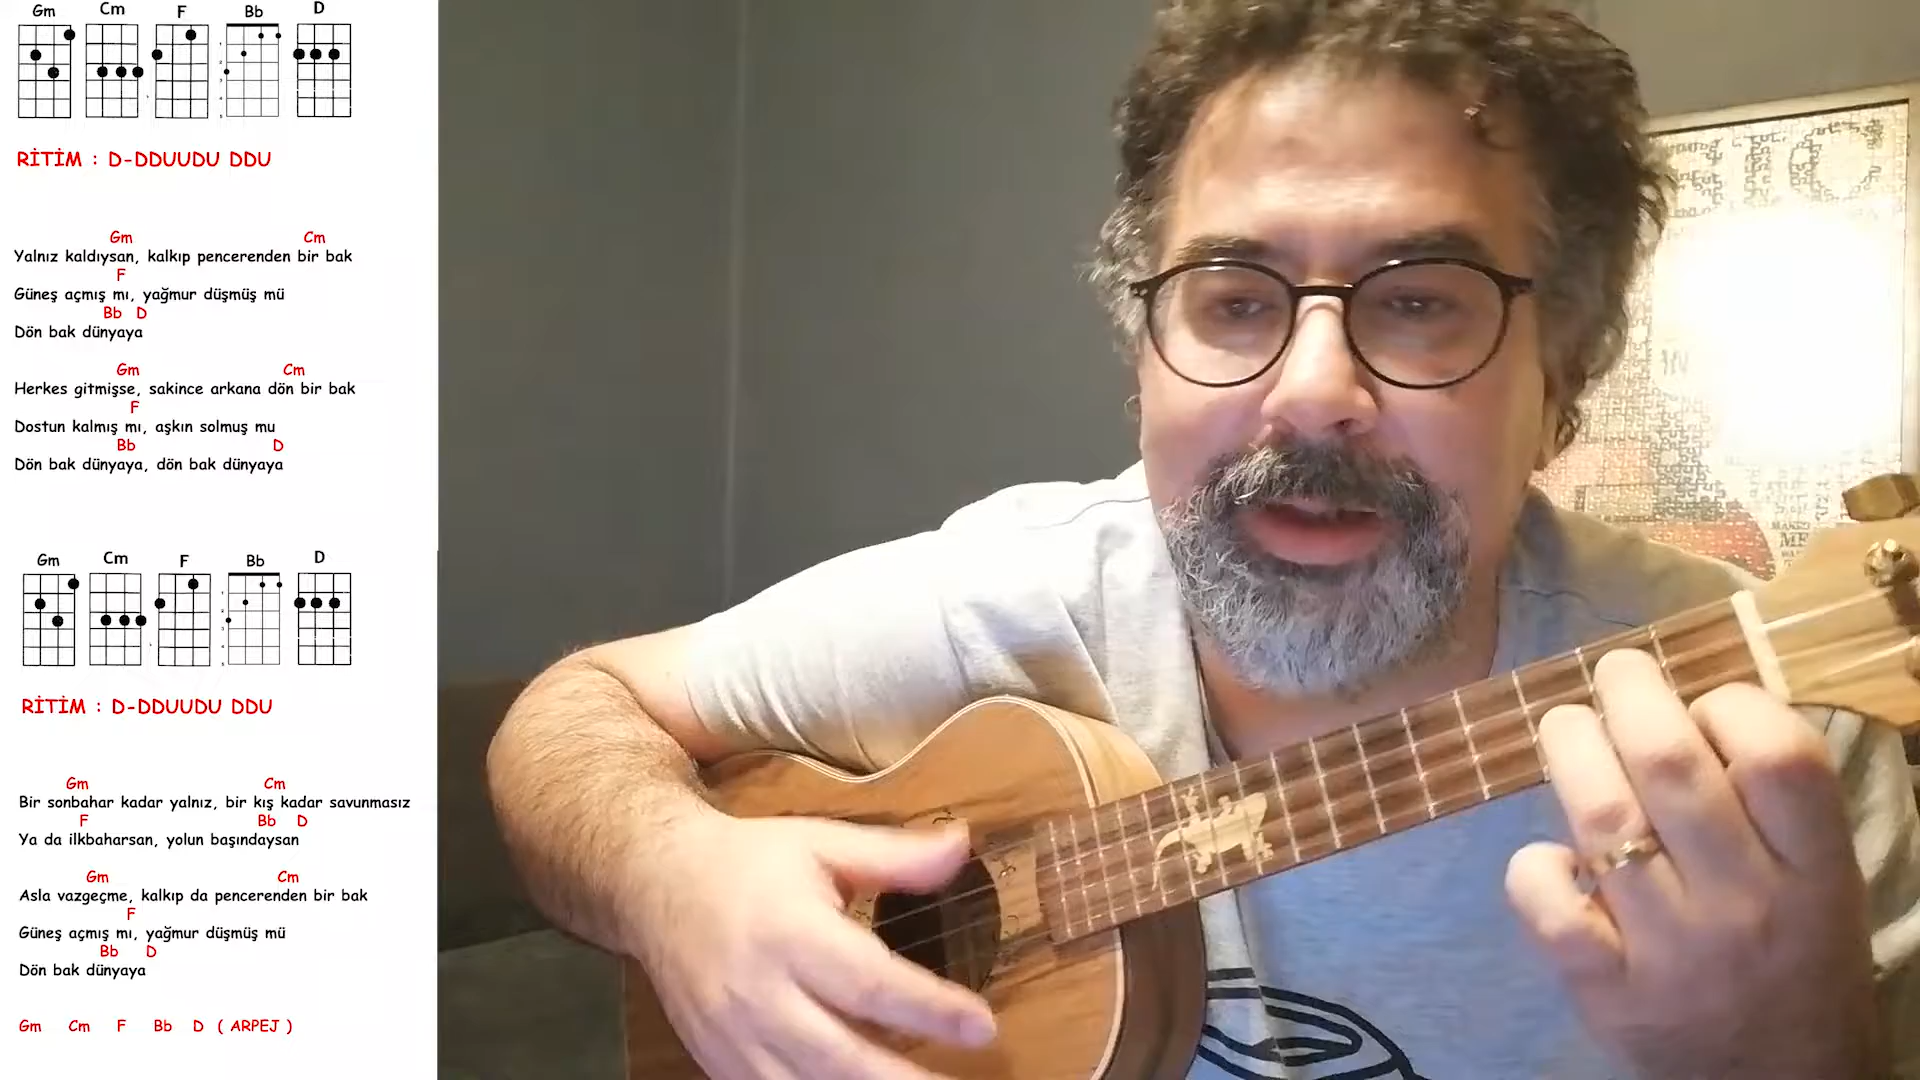 Gm Cm F Bb D
RİTİM : D-DDUUDU DDU
Gm Cm
Yalnız kaldıysan, kalkıp pencerenden bir bak
F
Güneş açmış mı, yağmur düşmüş mü
Bb D
Dön bak dünyaya
Gm Cm
Herkes gitmişse, sakince arkana dön bir bak
F
Dostun kalmış mı, aşkın solmuş mu
Bb D
Dön bak dünyaya, dön bak dünyaya
Gm Cm F Bb D
RİTİM : D-DDUUDU DDU
Gm Cm
Bir sonbahar kadar yalnız, bir kış kadar savunmasız
F Bb D
Ya da ilkbaharsan, yolun başındaysan
Gm Cm
Asla vazgeçme, kalkıp da pencerenden bir bak
F
Güneş açmış mı, yağmur düşmüş mü
Bb D
Dön bak dünyaya
Gm Cm F Bb D ( ARPEJ )